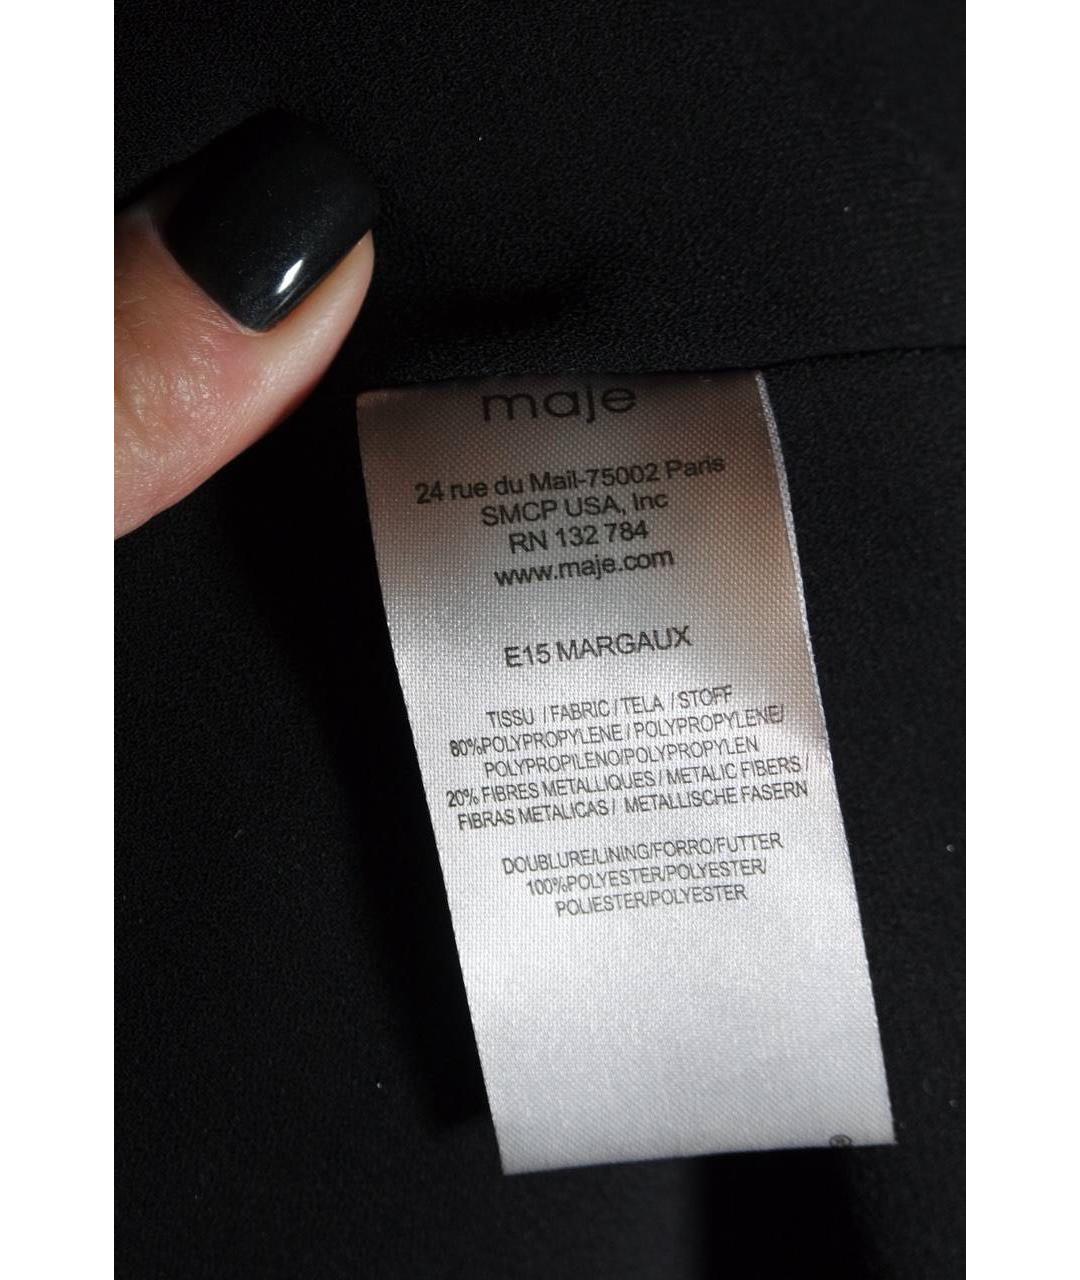 maje
24 rue du Mail-75002 Paris
SMCP USA, Inc
RN 132 784
www.maje.com
E15 MARGAUX
TISSU / FABRIC / TELA / STOFF
80%POLYPROPYLENE / POLYPROPYLENE/
POLYPROPILENO/POLYPROPYLEN
20% FIBRES METALLIQUES / METALIC FIBERS /
FIBRAS METALICAS / METALLISCHE FASERN
DOUBLURE/LINING/FORRO/FUTTER
100%POLYESTER/POLYESTER/
POLIESTER/POLYESTER
®